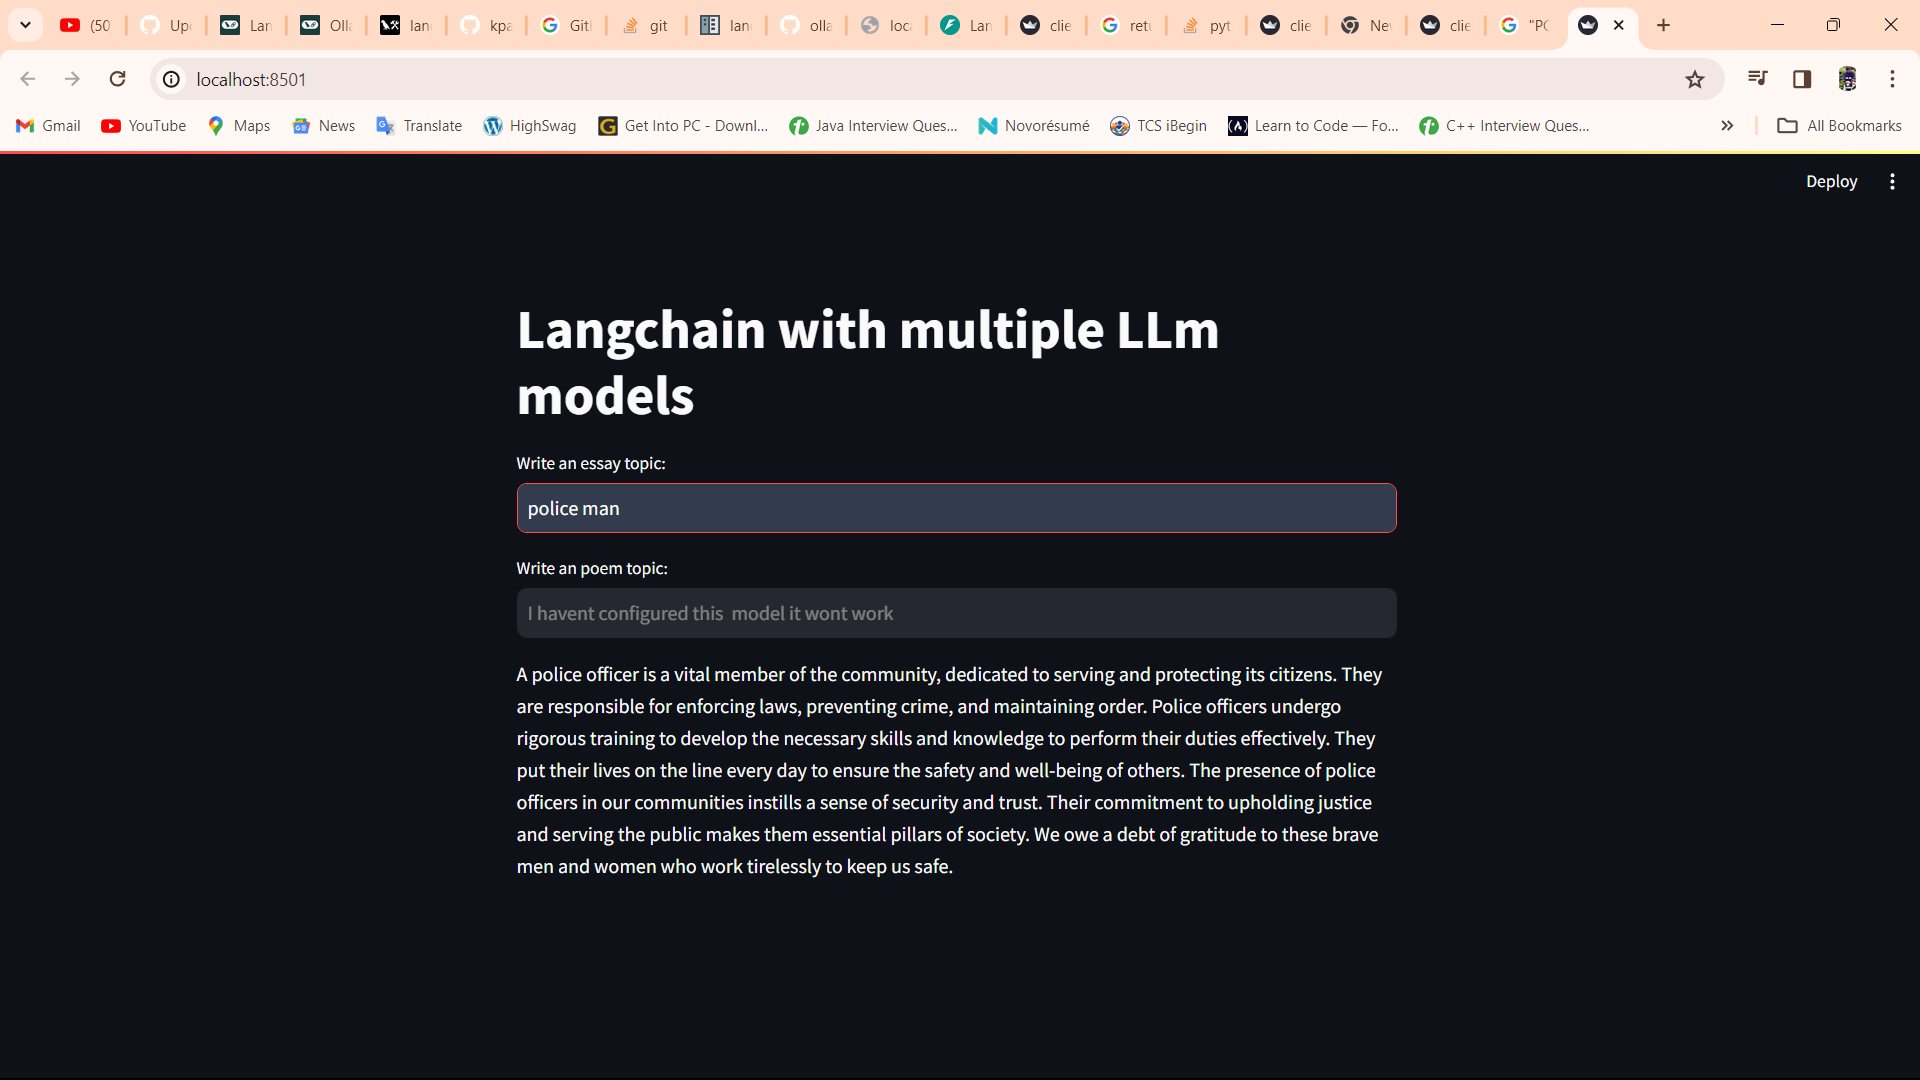 (50
Up
Lan
Olla
lan
kpa
Git
git
lan
olla
loca
Lan
clie
retu
pyt
clie
Nev
clie
"PO
localhost:8501
Gmail
YouTube
Maps
News
Translate
HighSwag
Get Into PC - Downl...
Java Interview Ques...
Novorésumé
TCS iBegin
Learn to Code — Fo...
C++ Interview Ques...
All Bookmarks
Deploy
Langchain with multiple LLm
models
Write an essay topic:
police man
Write an poem topic:
I havent configured this  model it wont work
A police officer is a vital member of the community, dedicated to serving and protecting its citizens. They
are responsible for enforcing laws, preventing crime, and maintaining order. Police officers undergo
rigorous training to develop the necessary skills and knowledge to perform their duties effectively. They
put their lives on the line every day to ensure the safety and well-being of others. The presence of police
officers in our communities instills a sense of security and trust. Their commitment to upholding justice
and serving the public makes them essential pillars of society. We owe a debt of gratitude to these brave
men and women who work tirelessly to keep us safe.